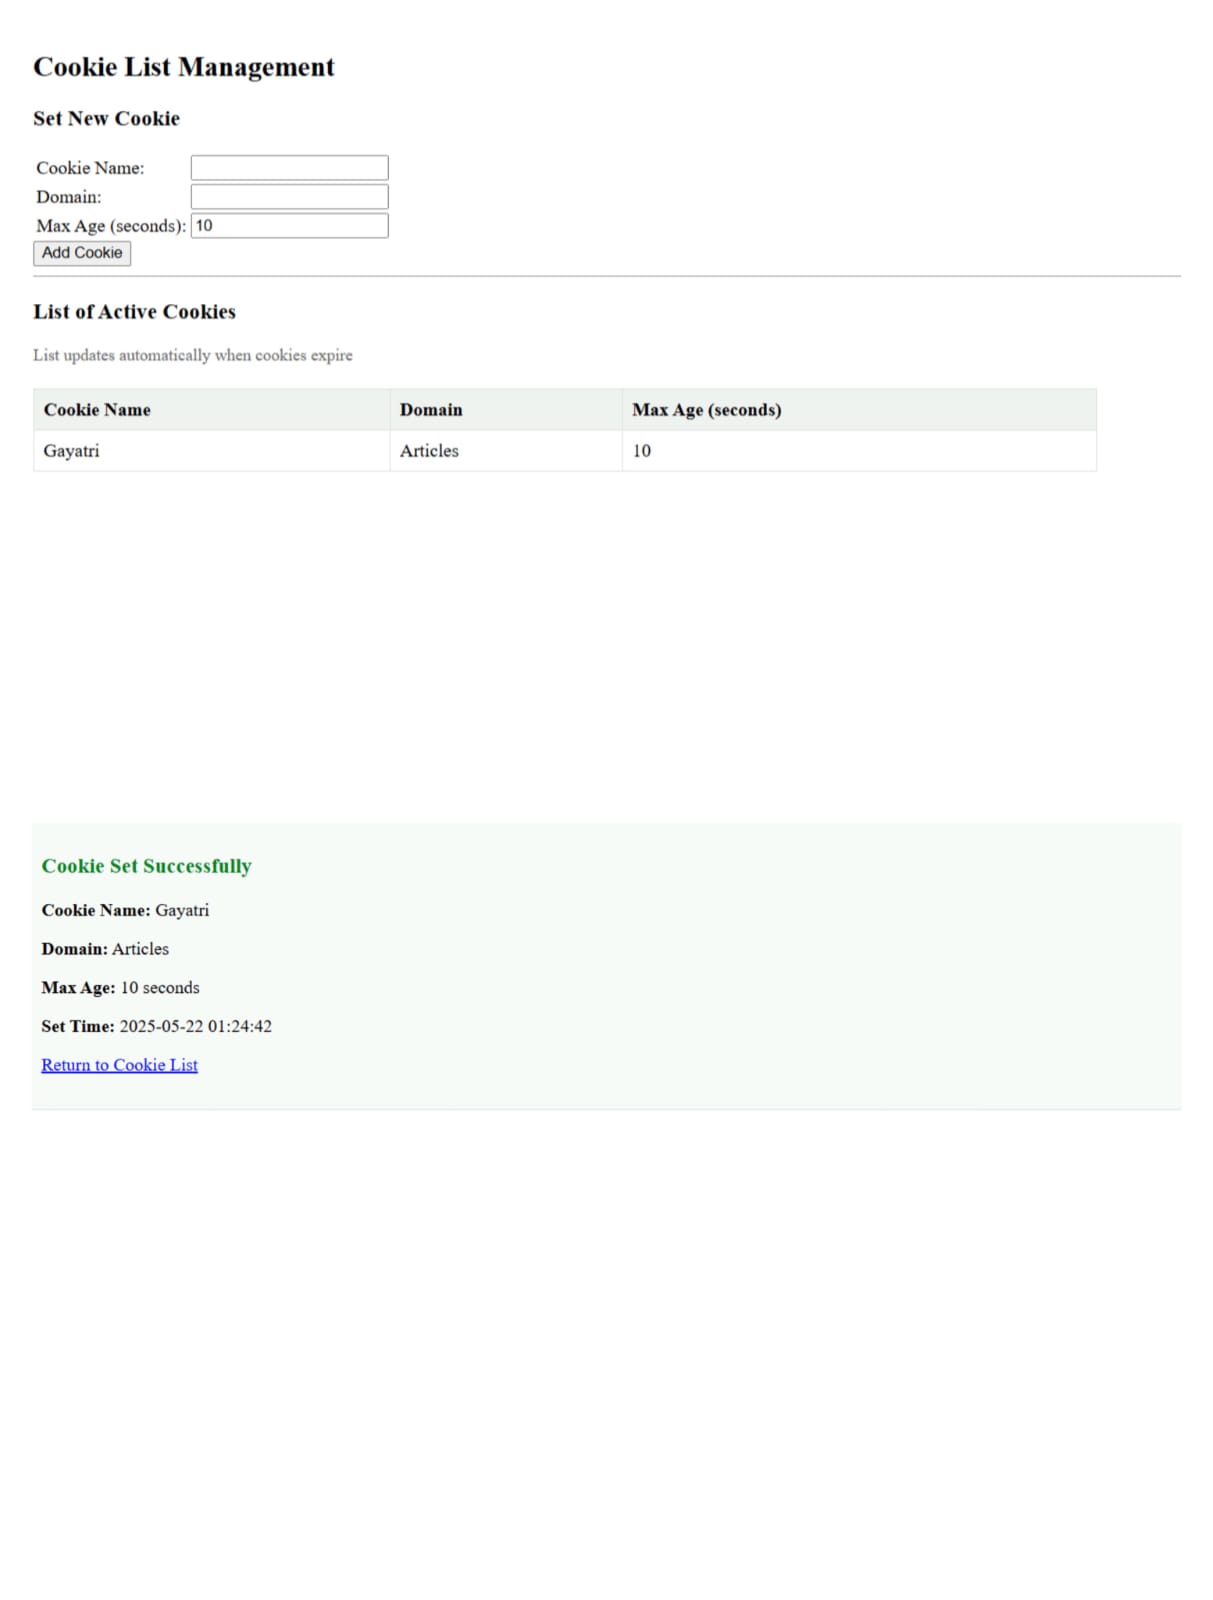 Cookie List Management
Set New Cookie
Cookie Name:
Domain:
Max Age (seconds): 10
Add Cookie
List of Active Cookies
List updates automatically when cookies expire
Cookie Name Domain Max Age (seconds)
Gayatri Articles 10
Cookie Set Successfully
Cookie Name: Gayatri
Domain: Articles
Max Age: 10 seconds
Set Time: 2025-05-22 01:24:42
Return to Cookie List